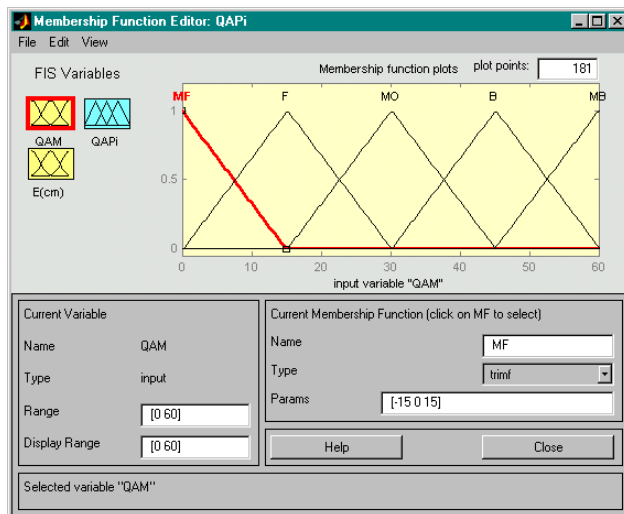 Membership Function Editor: QAPi
File Edit View
FIS Variables
QAM QAPi
E(cm)
Membership function plots plot points: 181
MF F MO B MB
1
0.5
0
0 10 20 30 40 50 60
input variable "QAM"
Current Variable
Name QAM
Type input
Range [0 60]
Display Range [0 60]
Current Membership Function (click on MF to select)
Name MF
Type trimf
Params [-15 0 15]
Help Close
Selected variable "QAM"